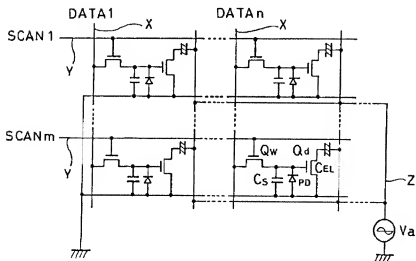 DATA1 X DATAn X
SCAN1
Y
SCANm
Y
Qw Qd
Cs PD CEL
Z
Va